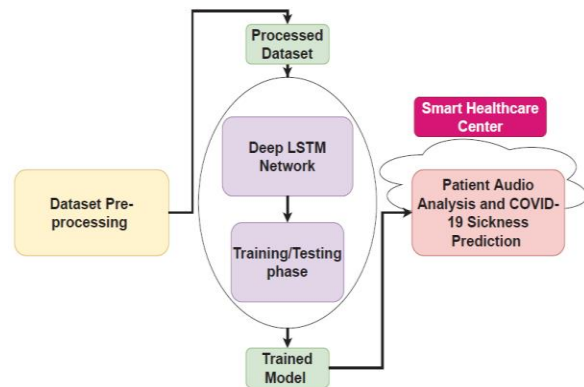 Processed
Dataset
Smart Healthcare
Center
Deep LSTM
Network
Dataset Pre-
processing
Patient Audio
Analysis and COVID-
19 Sickness
Prediction
Training/Testing
phase
Trained
Model